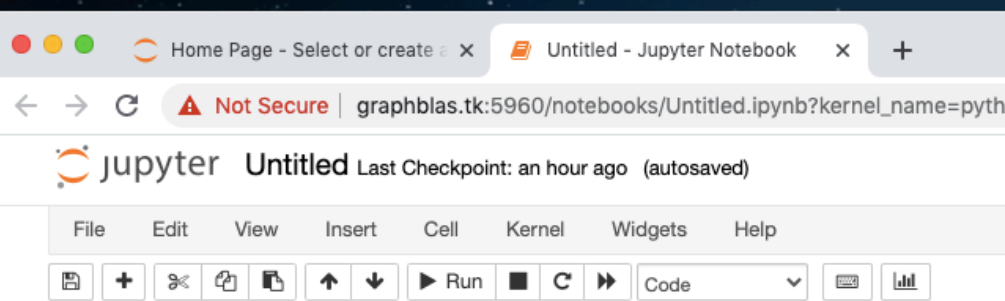 Home Page - Select or create a
Untitled - Jupyter Notebook
Not Secure graphblas.tk:5960/notebooks/Untitled.ipynb?kernel_name=pyth
jupyter Untitled Last Checkpoint: an hour ago (autosaved)
File Edit View Insert Cell Kernel Widgets Help
Run Code